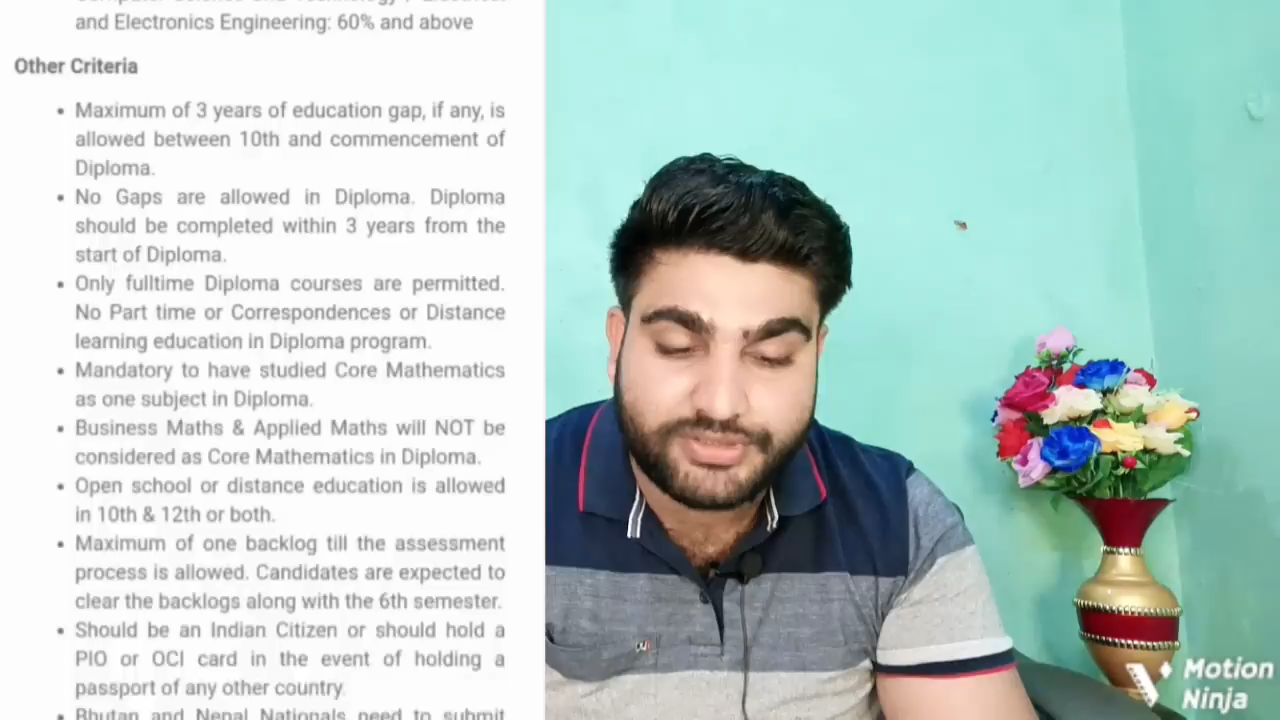 and Electronics Engineering: 60% and above
Other Criteria
• Maximum of 3 years of education gap, if any, is
allowed between 10th and commencement of
Diploma.
• No Gaps are allowed in Diploma. Diploma
should be completed within 3 years from the
start of Diploma.
• Only fulltime Diploma courses are permitted.
No Part time or Correspondences or Distance
learning education in Diploma program.
• Mandatory to have studied Core Mathematics
as one subject in Diploma.
• Business Maths & Applied Maths will NOT be
considered as Core Mathematics in Diploma.
• Open school or distance education is allowed
in 10th & 12th or both.
• Maximum of one backlog till the assessment
process is allowed. Candidates are expected to
clear the backlogs along with the 6th semester.
• Should be an Indian Citizen or should hold a
PIO or OCI card in the event of holding a
passport of any other country.
• Bhutan and Nepal Nationals need to submit
Motion
Ninja